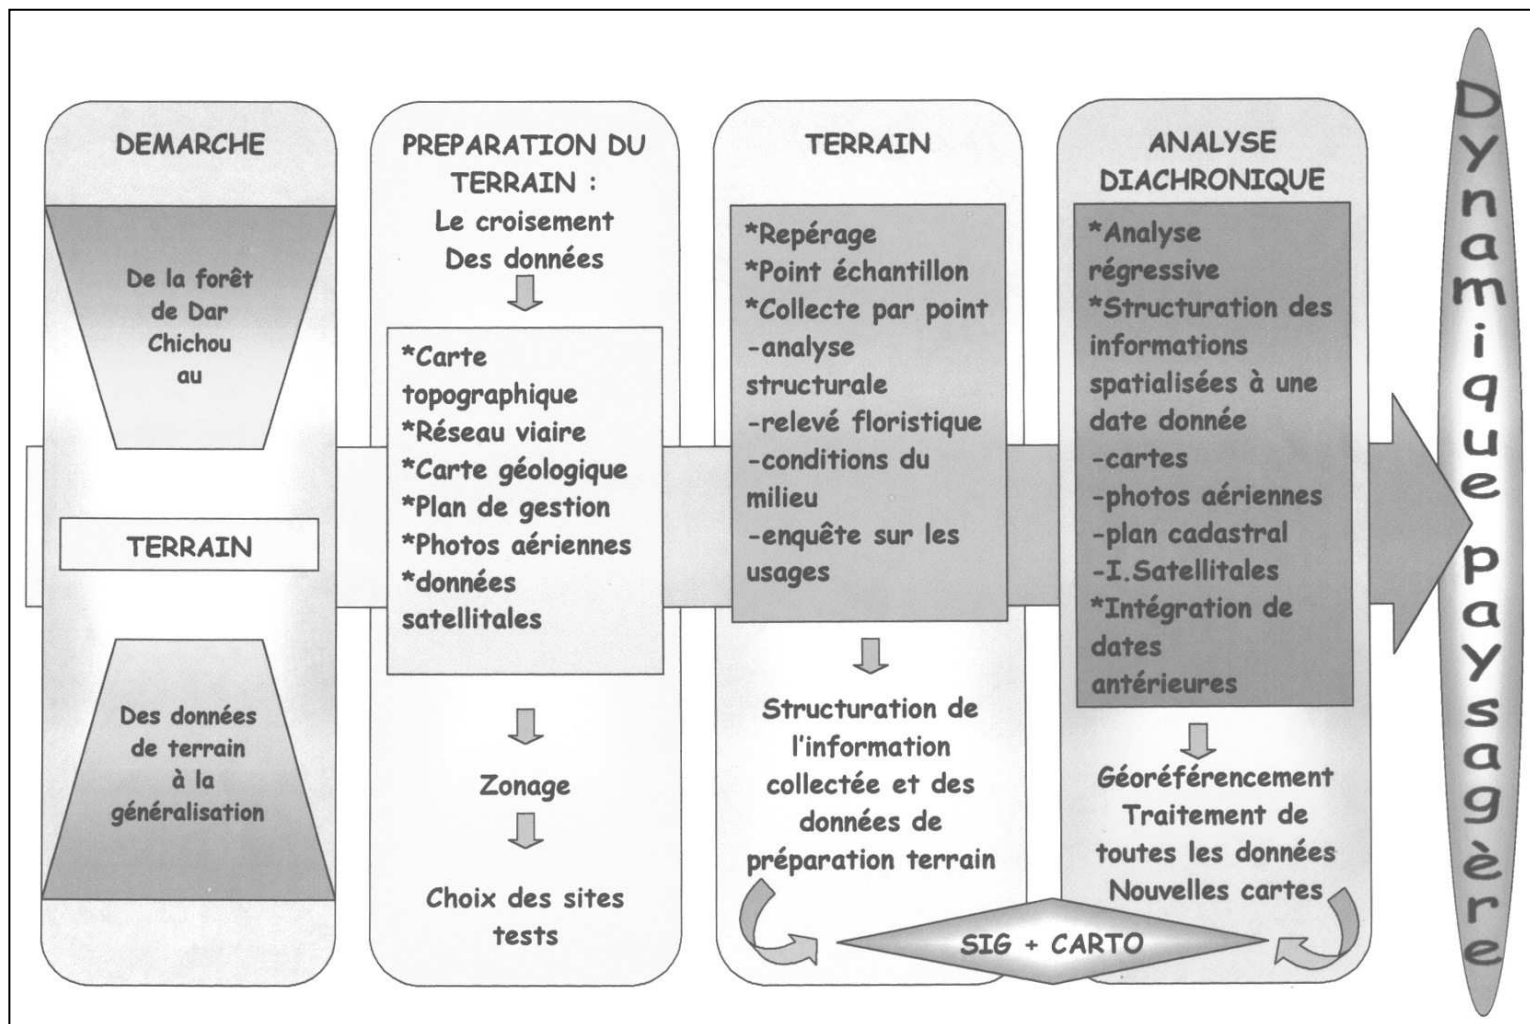 DEMARCHE
De la forêt
de Dar
Chichou
au
TERRAIN
Des données
de terrain
à la
généralisation
PREPARATION DU
TERRAIN :
Le croisement
Des données
*Carte
topographique
*Réseau viaire
*Carte géologique
*Plan de gestion
*Photos aériennes
*données
satellitales
Zonage
Choix des sites
tests
TERRAIN
*Repérage
*Point échantillon
*Collecte par point
-analyse
structurale
-relevé floristique
-conditions du
milieu
-enquête sur les
usages
Structuration de
l'information
collectée et des
données de
préparation terrain
ANALYSE
DIACHRONIQUE
*Analyse
régressive
*Structuration des
informations
spatialisées à une
date donnée
-cartes
-photos aériennes
-plan cadastral
-I.Satellitales
*Intégration de
dates
antérieures
Géoréférencement
Traitement de
toutes les données
Nouvelles cartes
SIG + CARTO
Dynamique paysagère